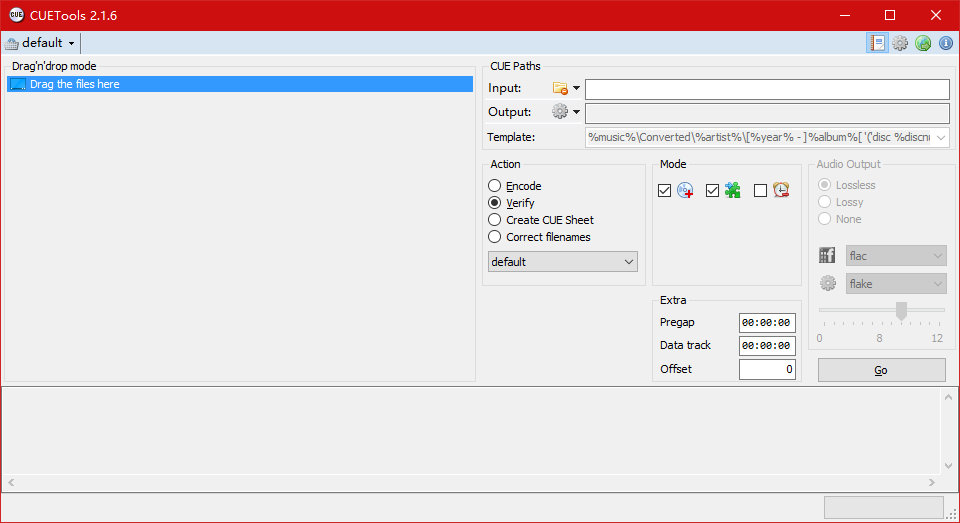 CUE CUETools 2.1.6
default
Drag'n'drop mode
Drag the files here
CUE Paths
Input:
Output:
Template: %music%\Converted\%artist%\[%year% - ]%album%[ '('disc %discnu
Action
Encode
Verify
Create CUE Sheet
Correct filenames
default
Mode
Extra
Pregap 00:00:00
Data track 00:00:00
Offset 0
Audio Output
Lossless
Lossy
None
flac
flake
0 8 12
Go